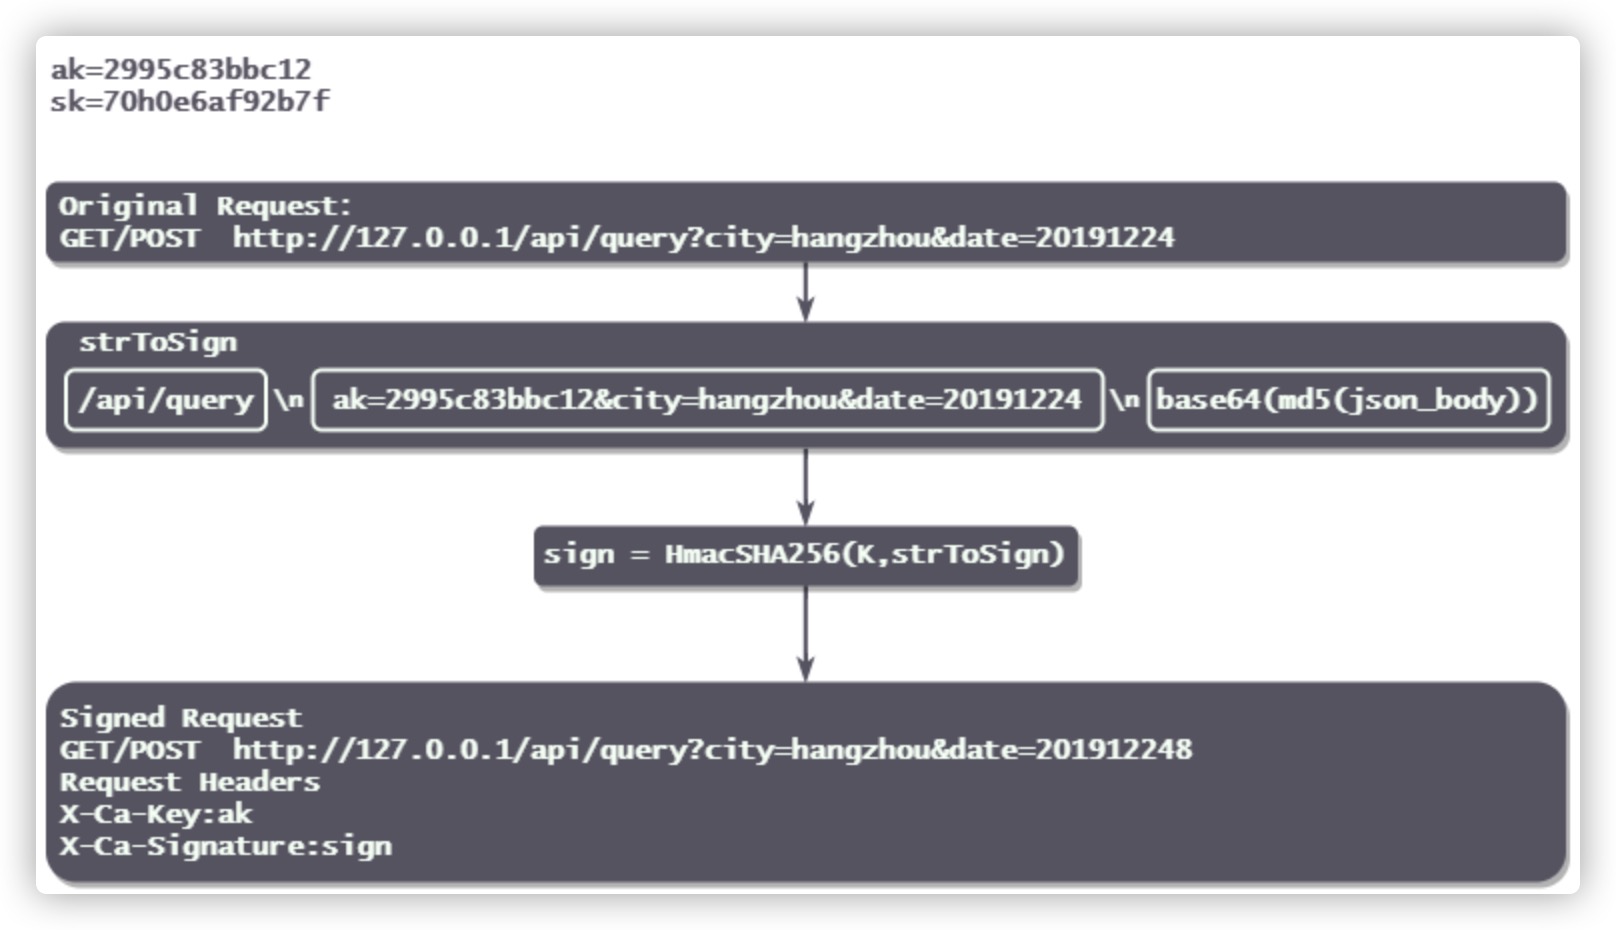 ak=2995c83bbc12
sk=70h0e6af92b7f
Original Request:
GET/POST  http://127.0.0.1/api/query?city=hangzhou&date=20191224
strToSign
/api/query \n ak=2995c83bbc12&city=hangzhou&date=20191224 \n base64(md5(json_body))
sign = HmacSHA256(K,strToSign)
Signed Request
GET/POST  http://127.0.0.1/api/query?city=hangzhou&date=201912248
Request Headers
X-Ca-Key:ak
X-Ca-Signature:sign